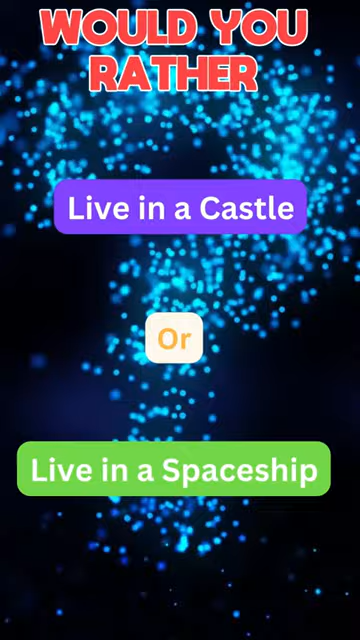 WOULD YOU
RATHER
Live in a Castle
Or
Live in a Spaceship